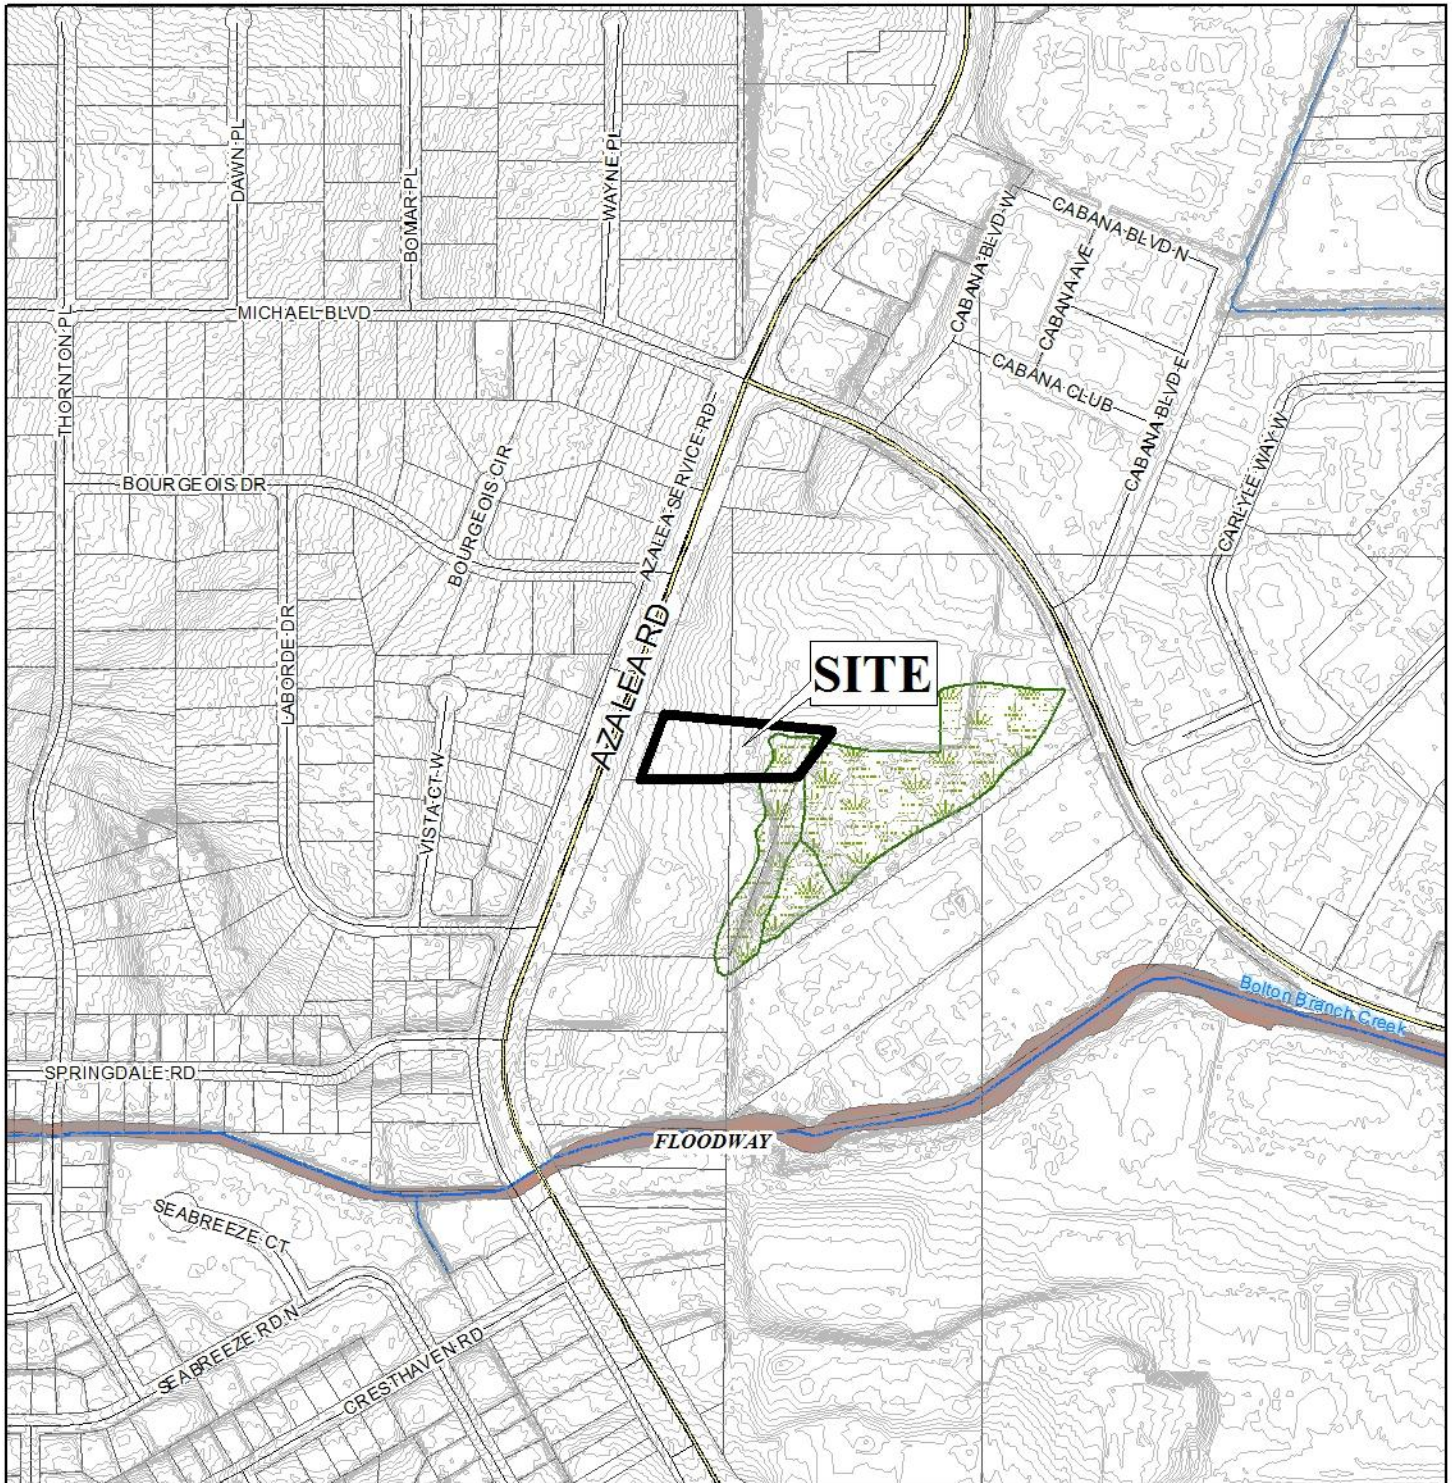 DAWN PL
BOMAR PL
WAYNE PL
MICHAEL BLVD
THORNTON PL
CABANA BLVD W
CABANA BLVD N
CABANA AVE
CABANA CLUB
CABANA BLVD E
CARLYLE WAY W
AZALEA SERVICE RD
BOURGEOIS DR
BOURGEOIS CIR
LABORDE DR
AZALEA RD
SITE
VISTA CT W
Bolton Branch Creek
SPRINGDALE RD
FLOODWAY
SEABREEZE CT
SEABREEZE RD N
CRESTHAVEN RD